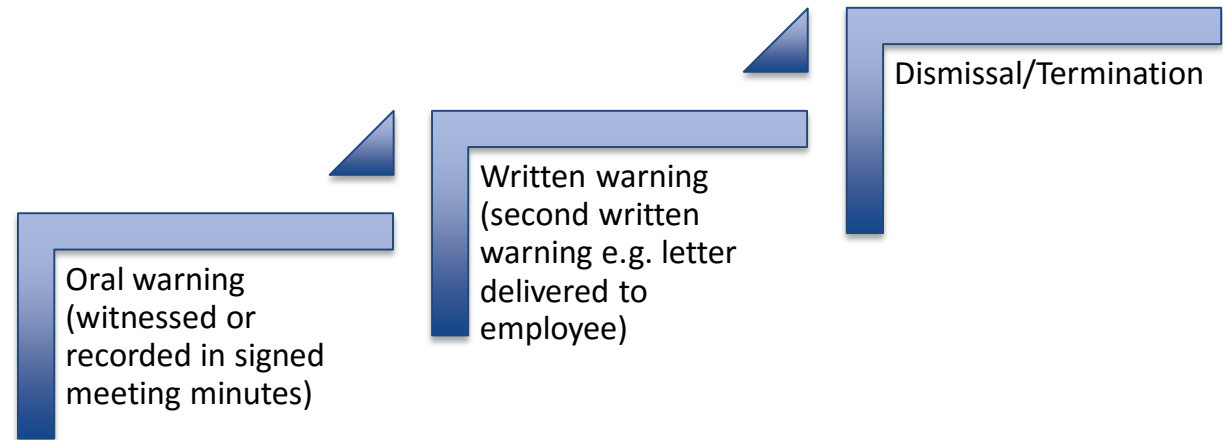 Oral warning
(witnessed or
recorded in signed
meeting minutes)
Written warning
(second written
warning e.g. letter
delivered to
employee)
Dismissal/Termination